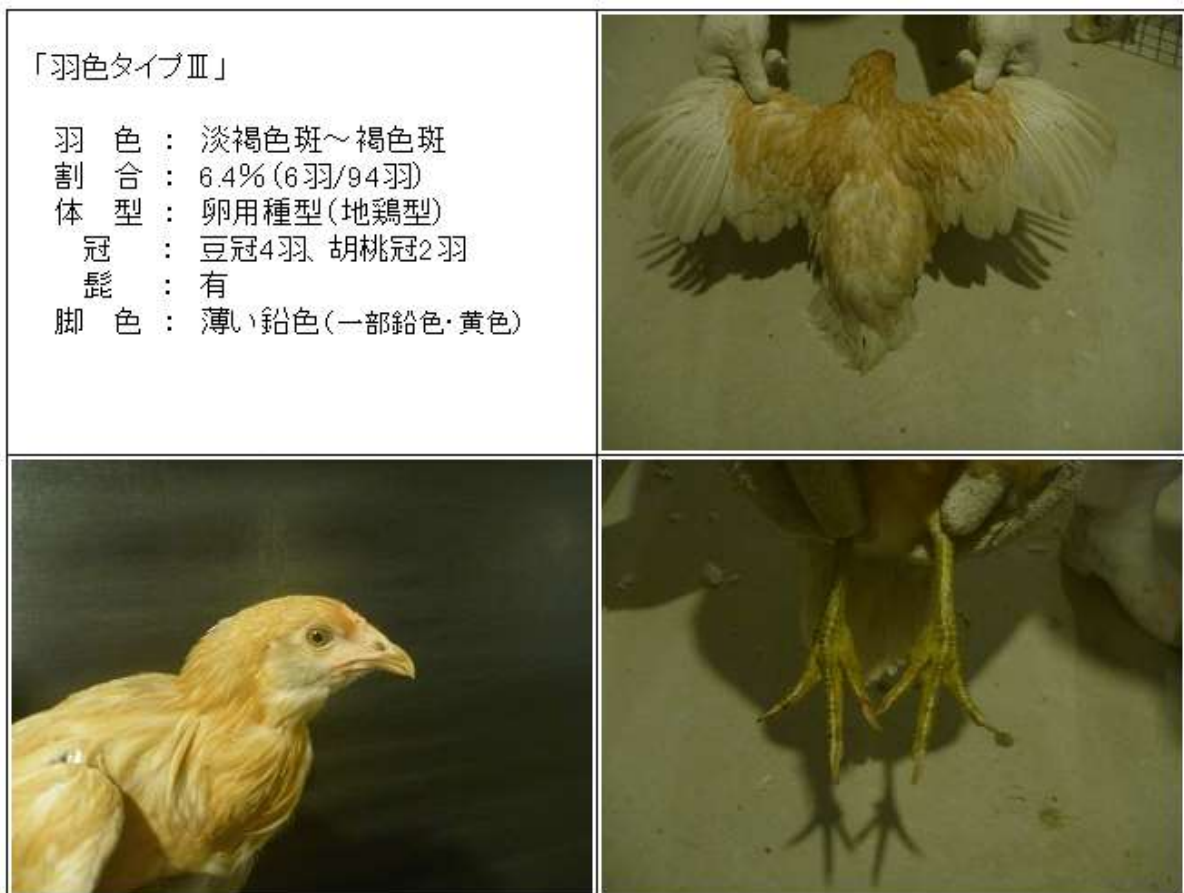 「羽色タイプⅢ」
羽 色 : 淡褐色斑~褐色斑
割 合 : 6.4%(6羽/94羽)
体 型 : 卵用種型(地鶏型)
冠 : 豆冠4羽、胡桃冠2羽
髭 : 有
脚 色 : 薄い鉛色(一部鉛色・黄色)